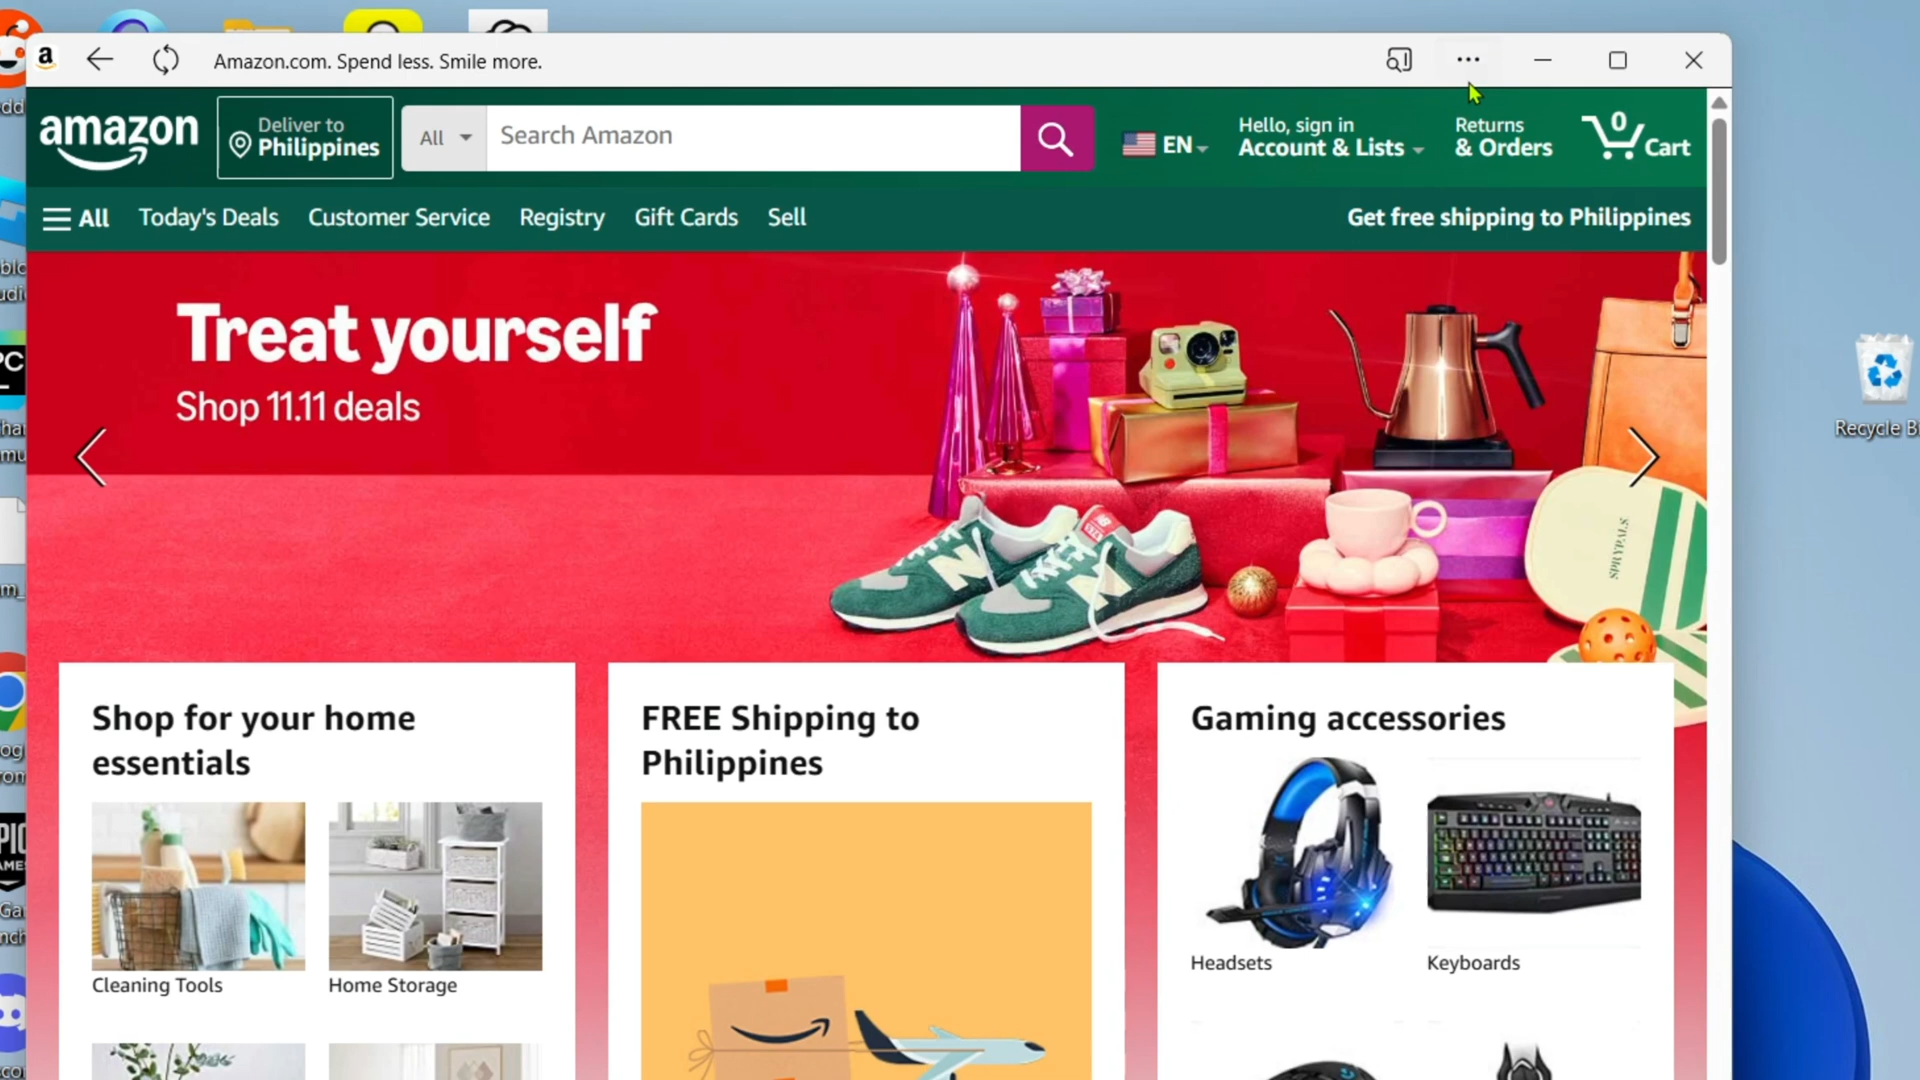 a
Amazon.com. Spend less. Smile more.
amazon
Deliver to
Philippines
All
Search Amazon
EN
Hello, sign in
Account & Lists
Returns
& Orders
0
Cart
All
Today's Deals
Customer Service
Registry
Gift Cards
Sell
Get free shipping to Philippines
Treat yourself
Shop 11.11 deals
N
N
SPRYPALS
Shop for your home
essentials
Cleaning Tools
Home Storage
FREE Shipping to
Philippines
Gaming accessories
Headsets
Keyboards
Recycle B